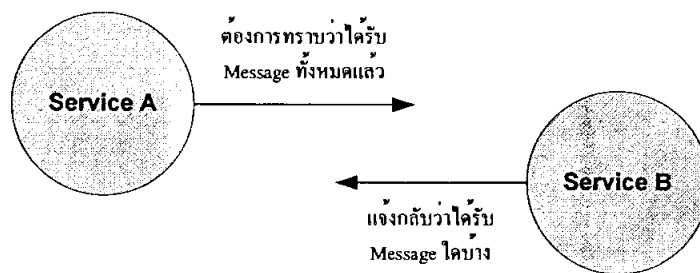 ต้องการทราบว่าได้รับ
Message ทั้งหมดแล้ว
Service A
Service B
แจ้งกลับว่าได้รับ
Message ใดบ้าง